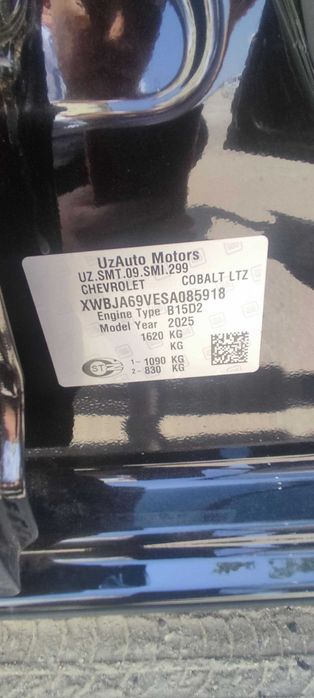 UzAuto Motors
UZ.SMT.09.SMI.299
CHEVROLET COBALT LTZ
XWBJA69VESA085918
Engine Type B15D2
Model Year 2025
1620 KG
KG
1- 1090 KG
2- 830 KG
ST